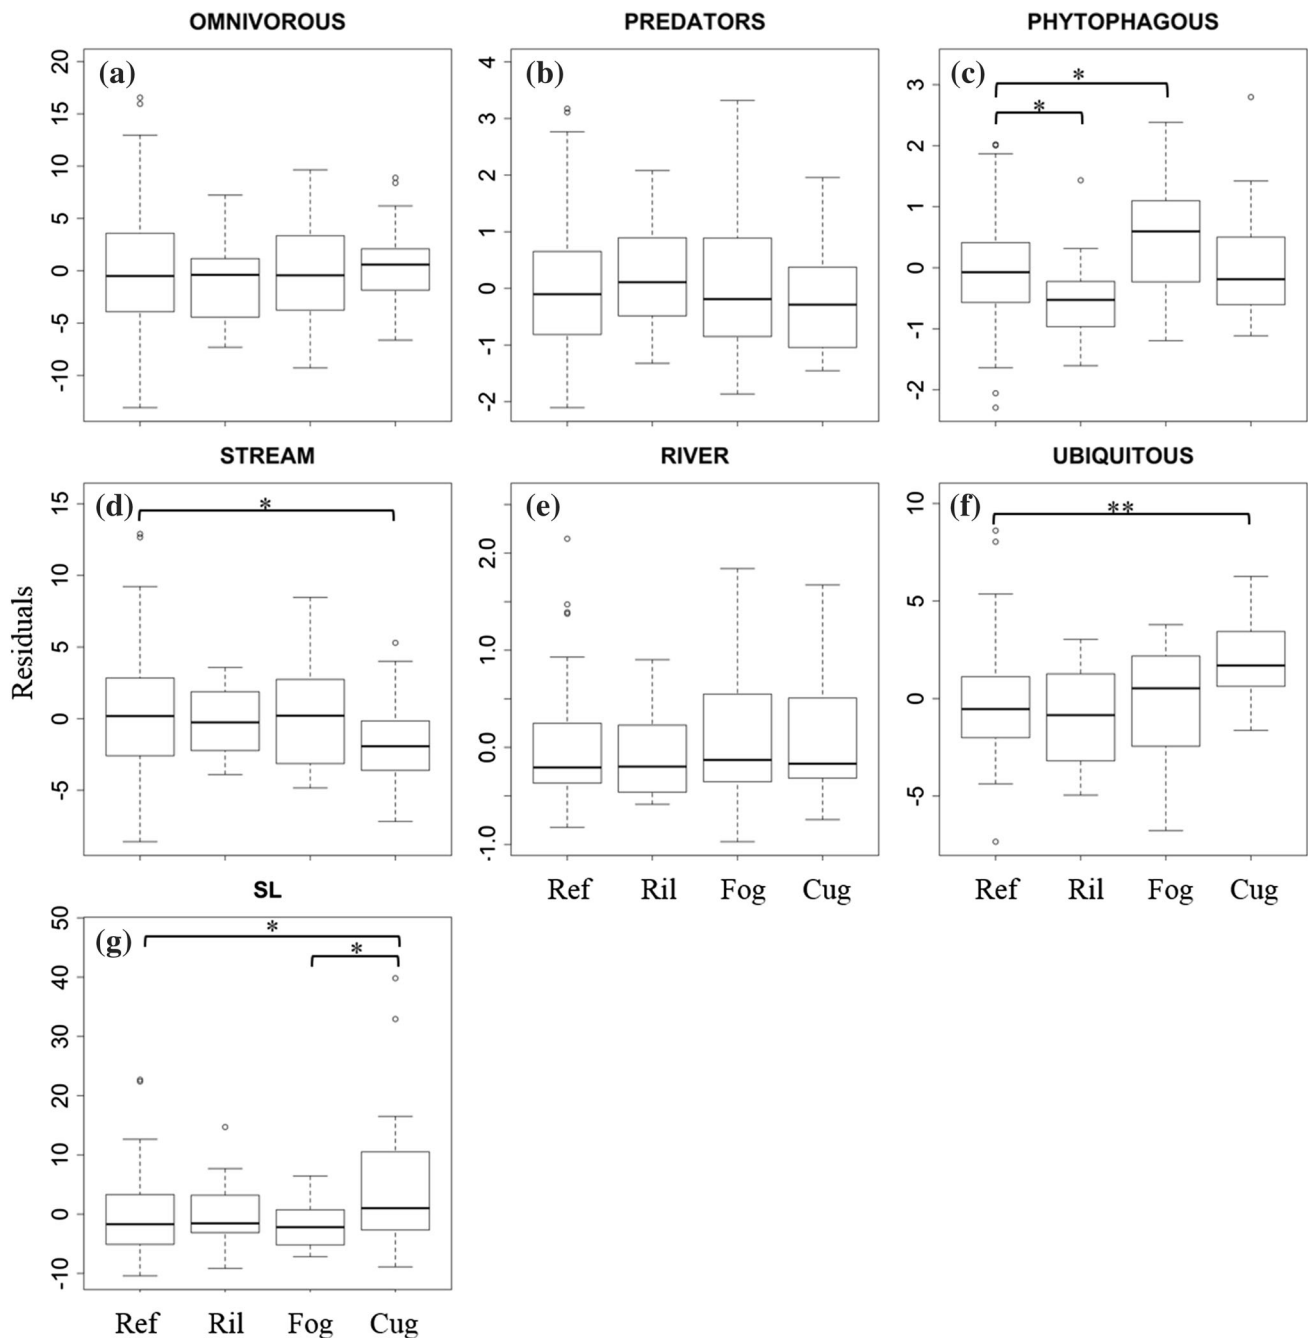 OMNIVOROUS
(a)
20
15
10
5
0
-5
-10
PREDATORS
(b)
4
3
2
1
0
-1
-2
PHYTOPHAGOUS
(c)
3
2
1
0
-1
-2
*
*
STREAM
(d)
15
10
5
0
-5
*
Residuals
RIVER
(e)
2.0
1.0
0.0
-1.0
Ref Ril Fog Cug
UBIQUITOUS
(f)
10
5
0
-5
**
Ref Ril Fog Cug
SL
(g)
50
40
30
20
10
0
-10
*
*
Ref Ril Fog Cug